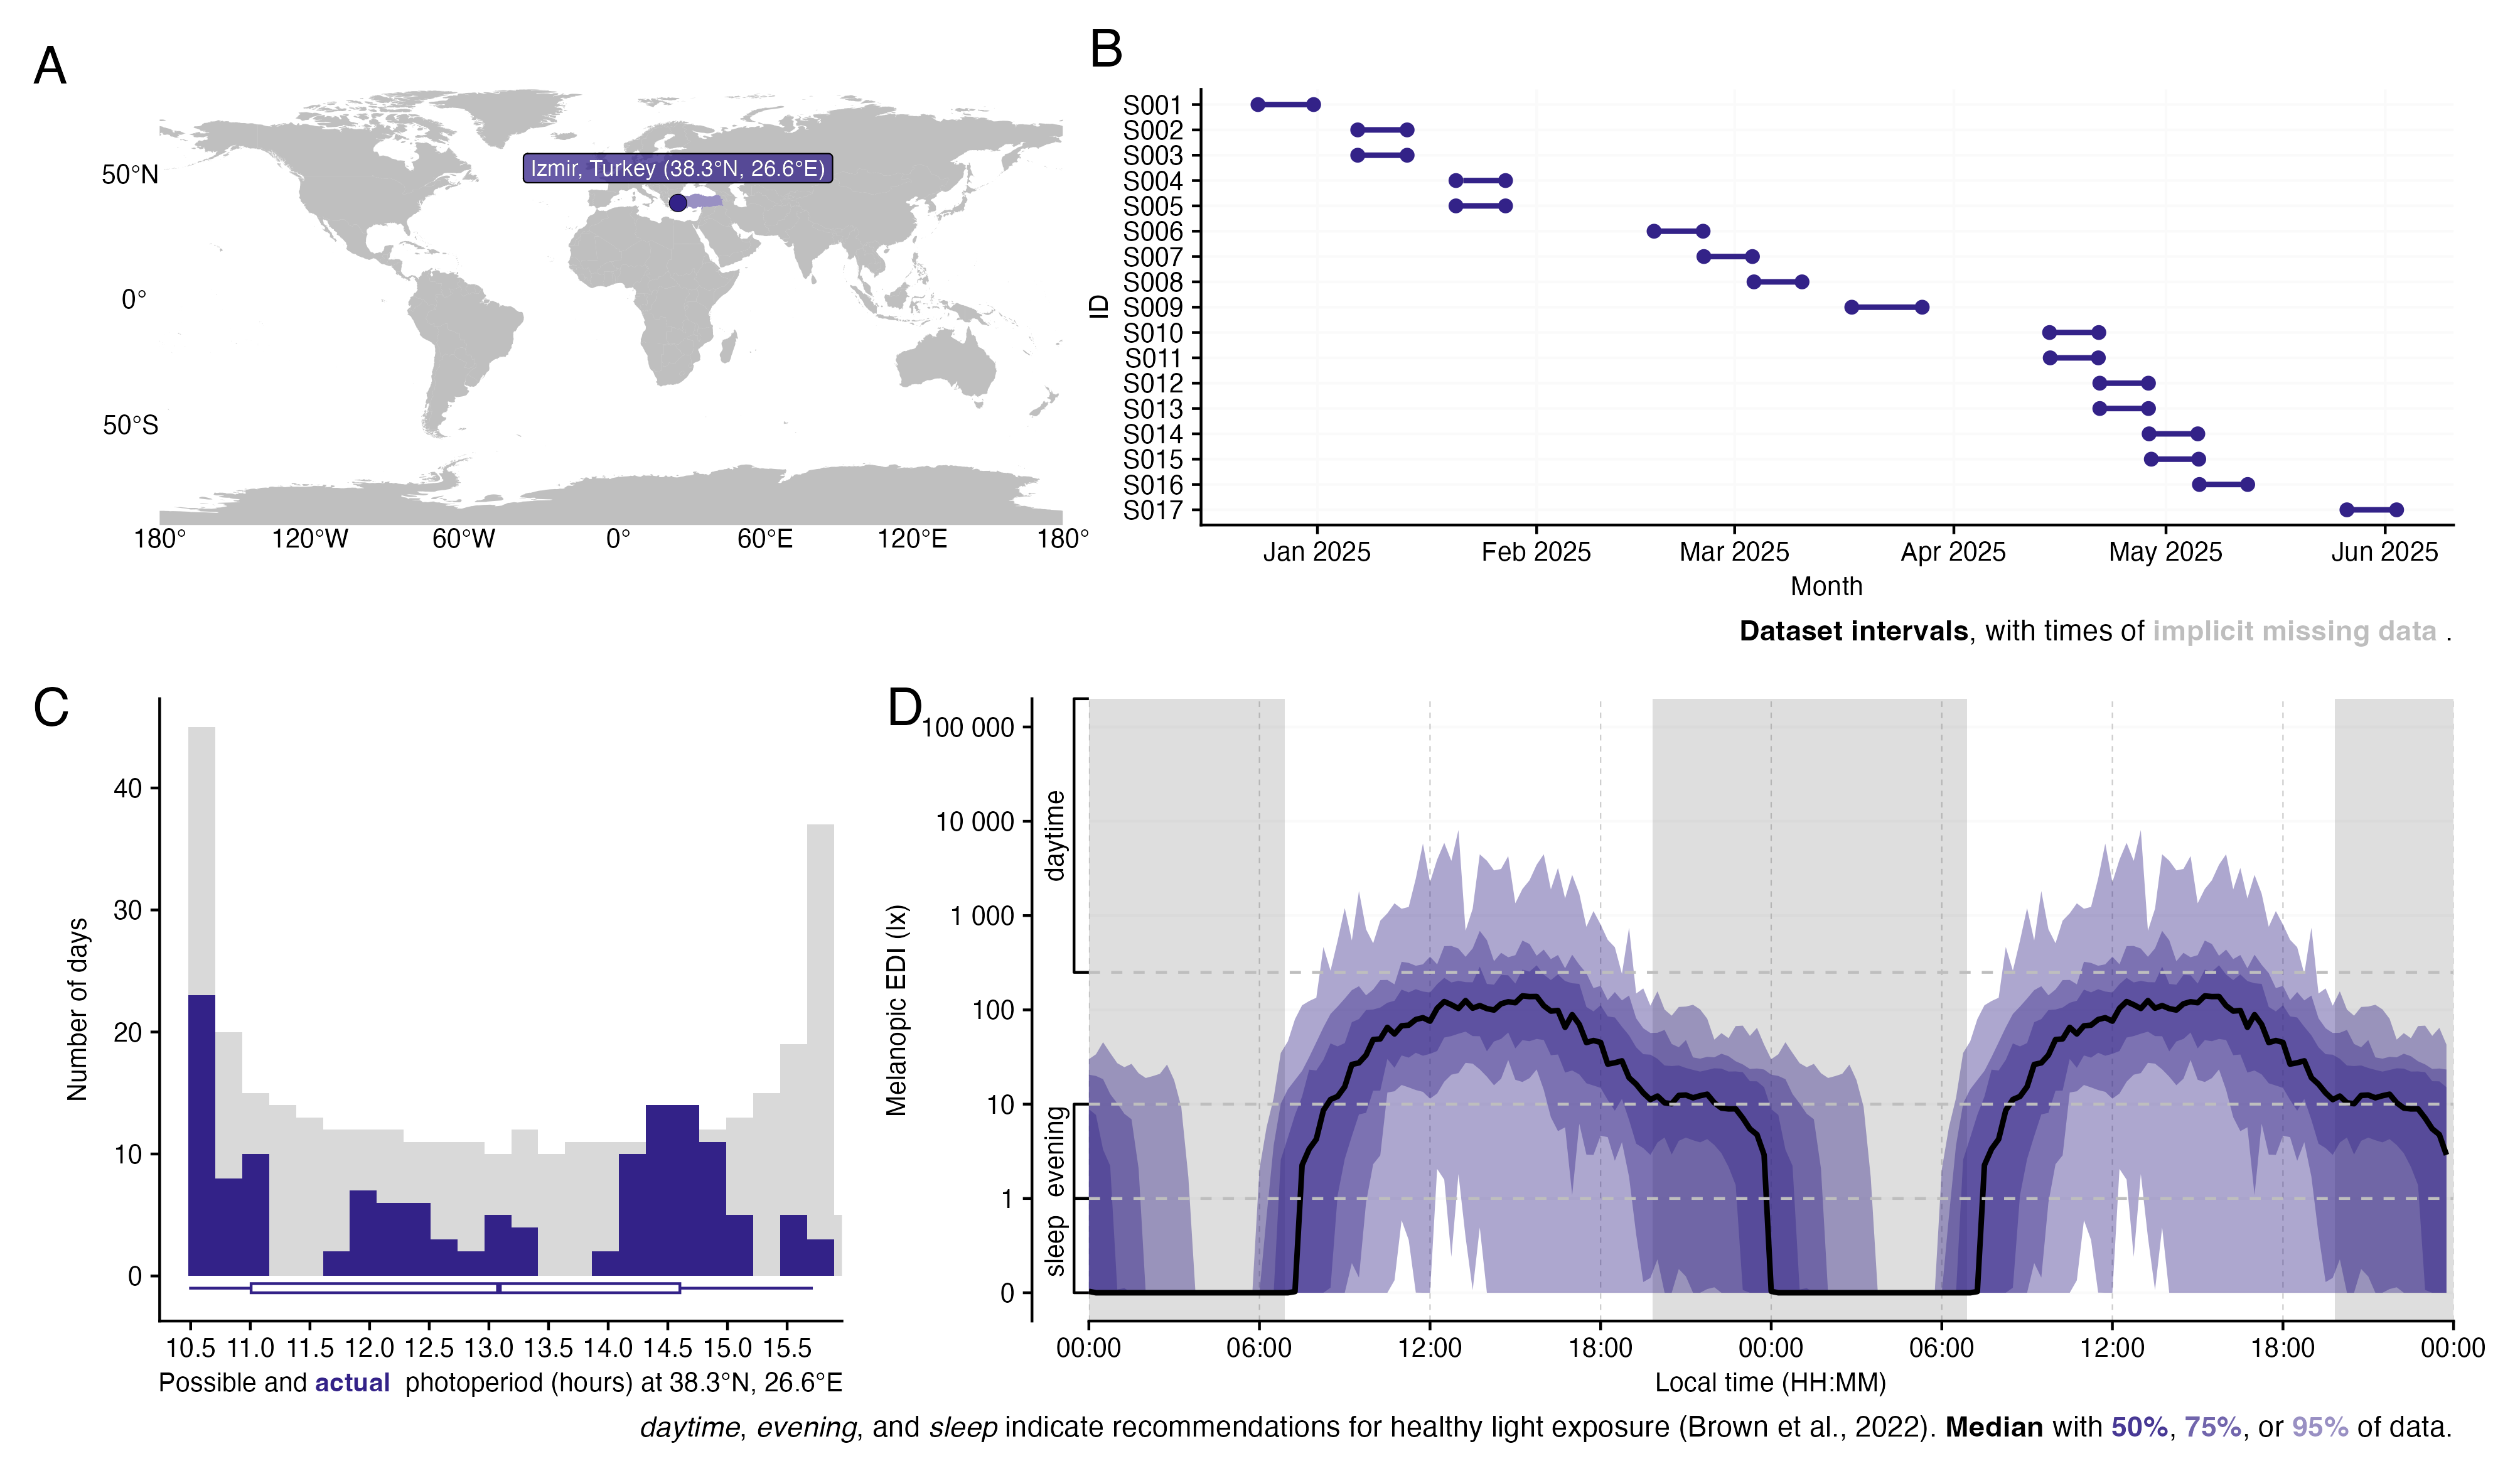 A
50°N
0°
50°S
Izmir, Turkey (38.3°N, 26.6°E)
180° 120°W 60°W 0° 60°E 120°E 180°
B
ID
S001
S002
S003
S004
S005
S006
S007
S008
S009
S010
S011
S012
S013
S014
S015
S016
S017
Jan 2025 Feb 2025 Mar 2025 Apr 2025 May 2025 Jun 2025
Month
Dataset intervals, with times of implicit missing data .
C
Number of days
40
30
20
10
0
10.5 11.0 11.5 12.0 12.5 13.0 13.5 14.0 14.5 15.0 15.5
Possible and actual photoperiod (hours) at 38.3°N, 26.6°E
D
Melanopic EDI (lx)
100 000
10 000
1 000
100
10
1
0
daytime
evening
sleep
00:00 06:00 12:00 18:00 00:00 06:00 12:00 18:00 00:00
Local time (HH:MM)
daytime, evening, and sleep indicate recommendations for healthy light exposure (Brown et al., 2022). Median with 50%, 75%, or 95% of data.